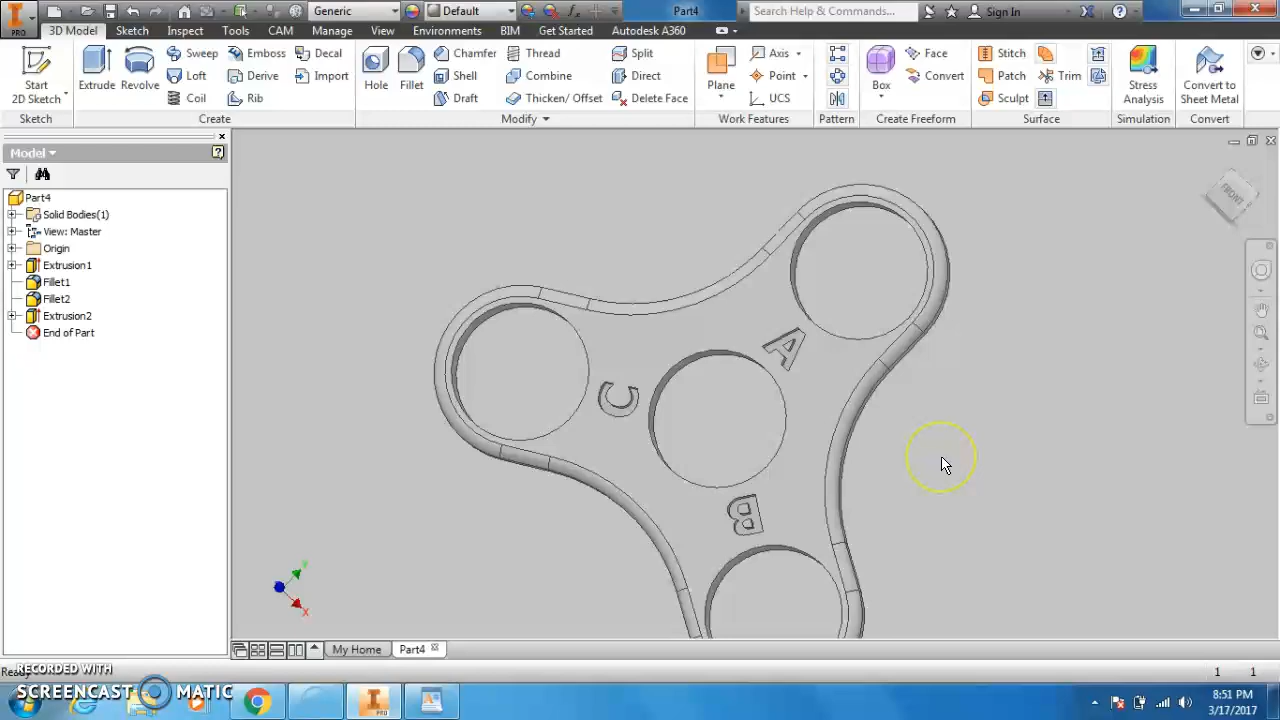 PRO
Generic
Default
Part4
Search Help & Commands...
Sign In
3D Model Sketch Inspect Tools CAM Manage View Environments BIM Get Started Autodesk A360
Start
2D Sketch
Sketch
Extrude
Revolve
Sweep
Loft
Coil
Emboss
Derive
Rib
Decal
Import
Create
Hole
Fillet
Chamfer
Shell
Draft
Thread
Combine
Thicken/ Offset
Split
Direct
Delete Face
Modify
Plane
Axis
Point
UCS
Work Features
Pattern
Box
Face
Convert
Create Freeform
Stitch
Patch
Sculpt
Trim
Surface
Stress
Analysis
Simulation
Convert to
Sheet Metal
Convert
Model
Part4
Solid Bodies(1)
View: Master
Origin
Extrusion1
Fillet1
Fillet2
Extrusion2
End of Part
FRONT
A
C
B
Y
X
My Home
Part4
Ready
1 1
RECORDED WITH
SCREENCAST MATIC
PRO
8:51 PM
3/17/2017